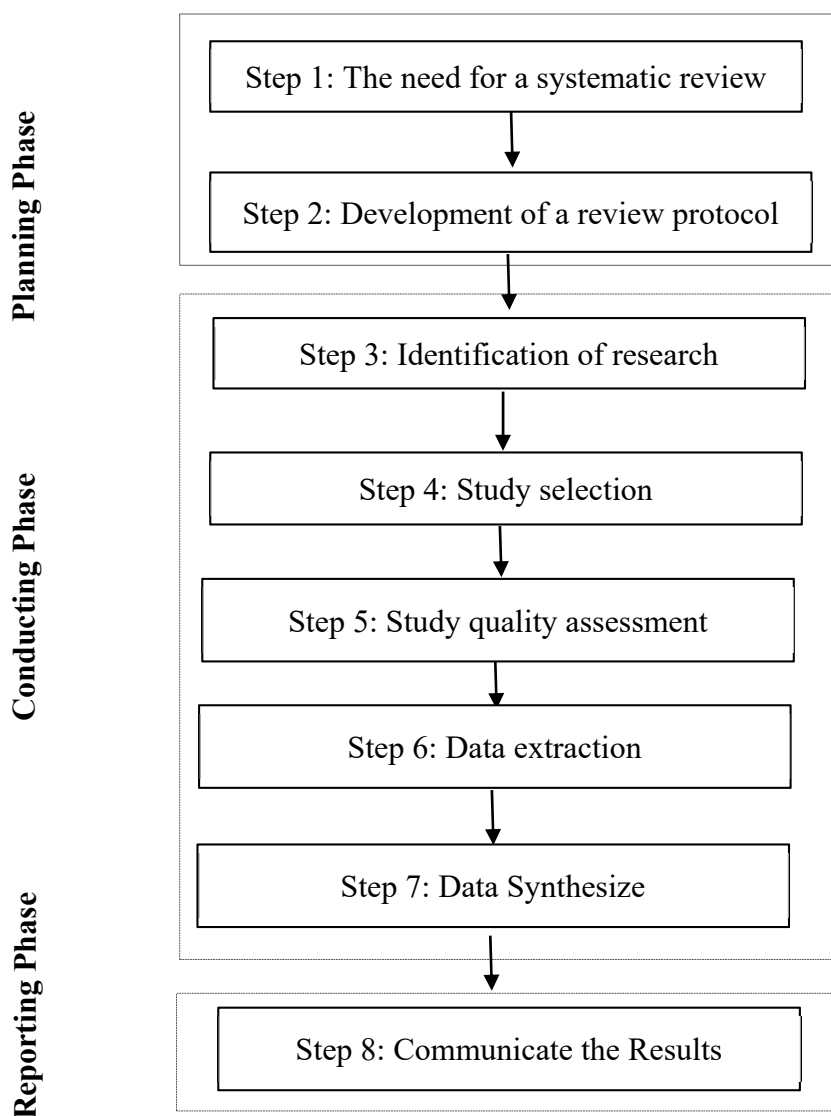 Planning Phase
Step 1: The need for a systematic review
Step 2: Development of a review protocol
Conducting Phase
Step 3: Identification of research
Step 4: Study selection
Step 5: Study quality assessment
Step 6: Data extraction
Step 7: Data Synthesize
Reporting Phase
Step 8: Communicate the Results